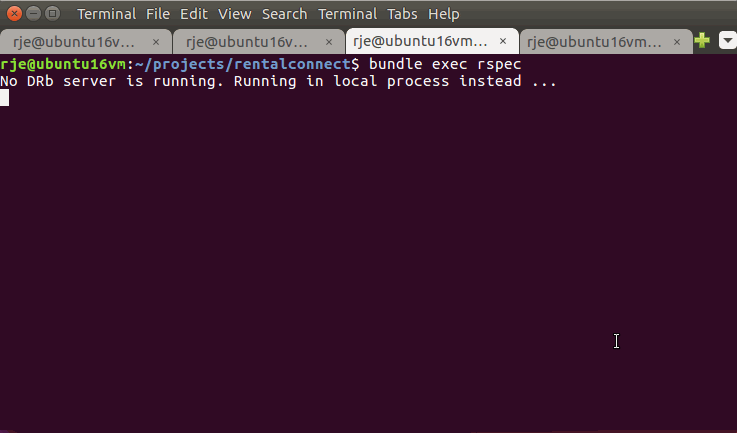 Terminal File Edit View Search Terminal Tabs Help
rje@ubuntu16v... × rje@ubuntu16v... × rje@ubuntu16vm... × rje@ubuntu16vm... ×
rje@ubuntu16vm:~/projects/rentalconnect$ bundle exec rspec
No DRb server is running. Running in local process instead ...